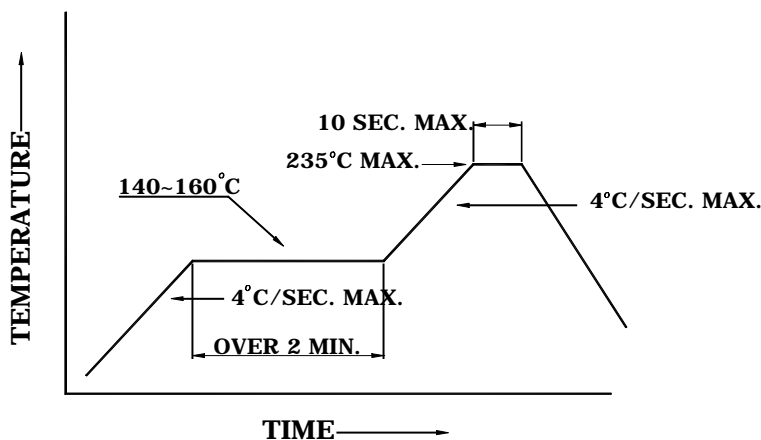 10 SEC. MAX.
235°C MAX.
140~160°C
4°C/SEC. MAX.
4°C/SEC. MAX.
OVER 2 MIN.
TEMPERATURE
TIME